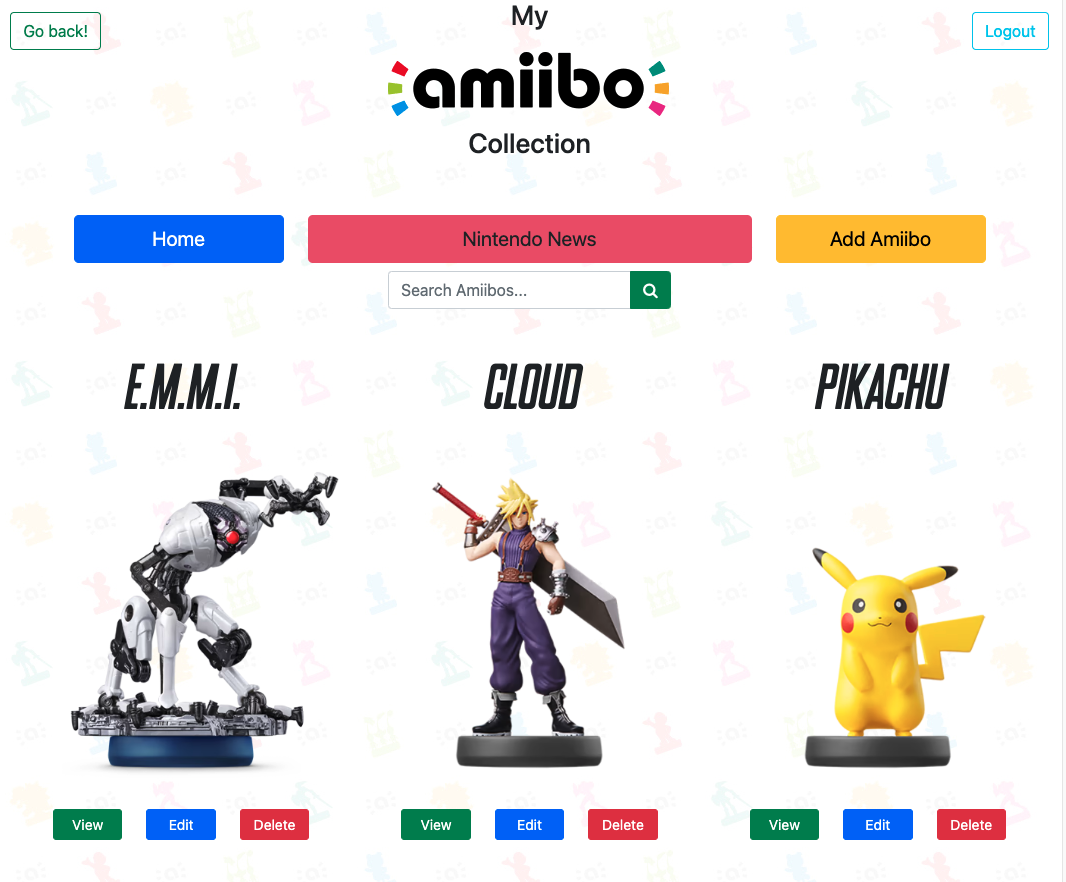 Go back!
My
Logout
amiibo
Collection
Home
Nintendo News
Add Amiibo
Search Amiibos...
E.M.M.I.
CLOUD
PIKACHU
View
Edit
Delete
View
Edit
Delete
View
Edit
Delete